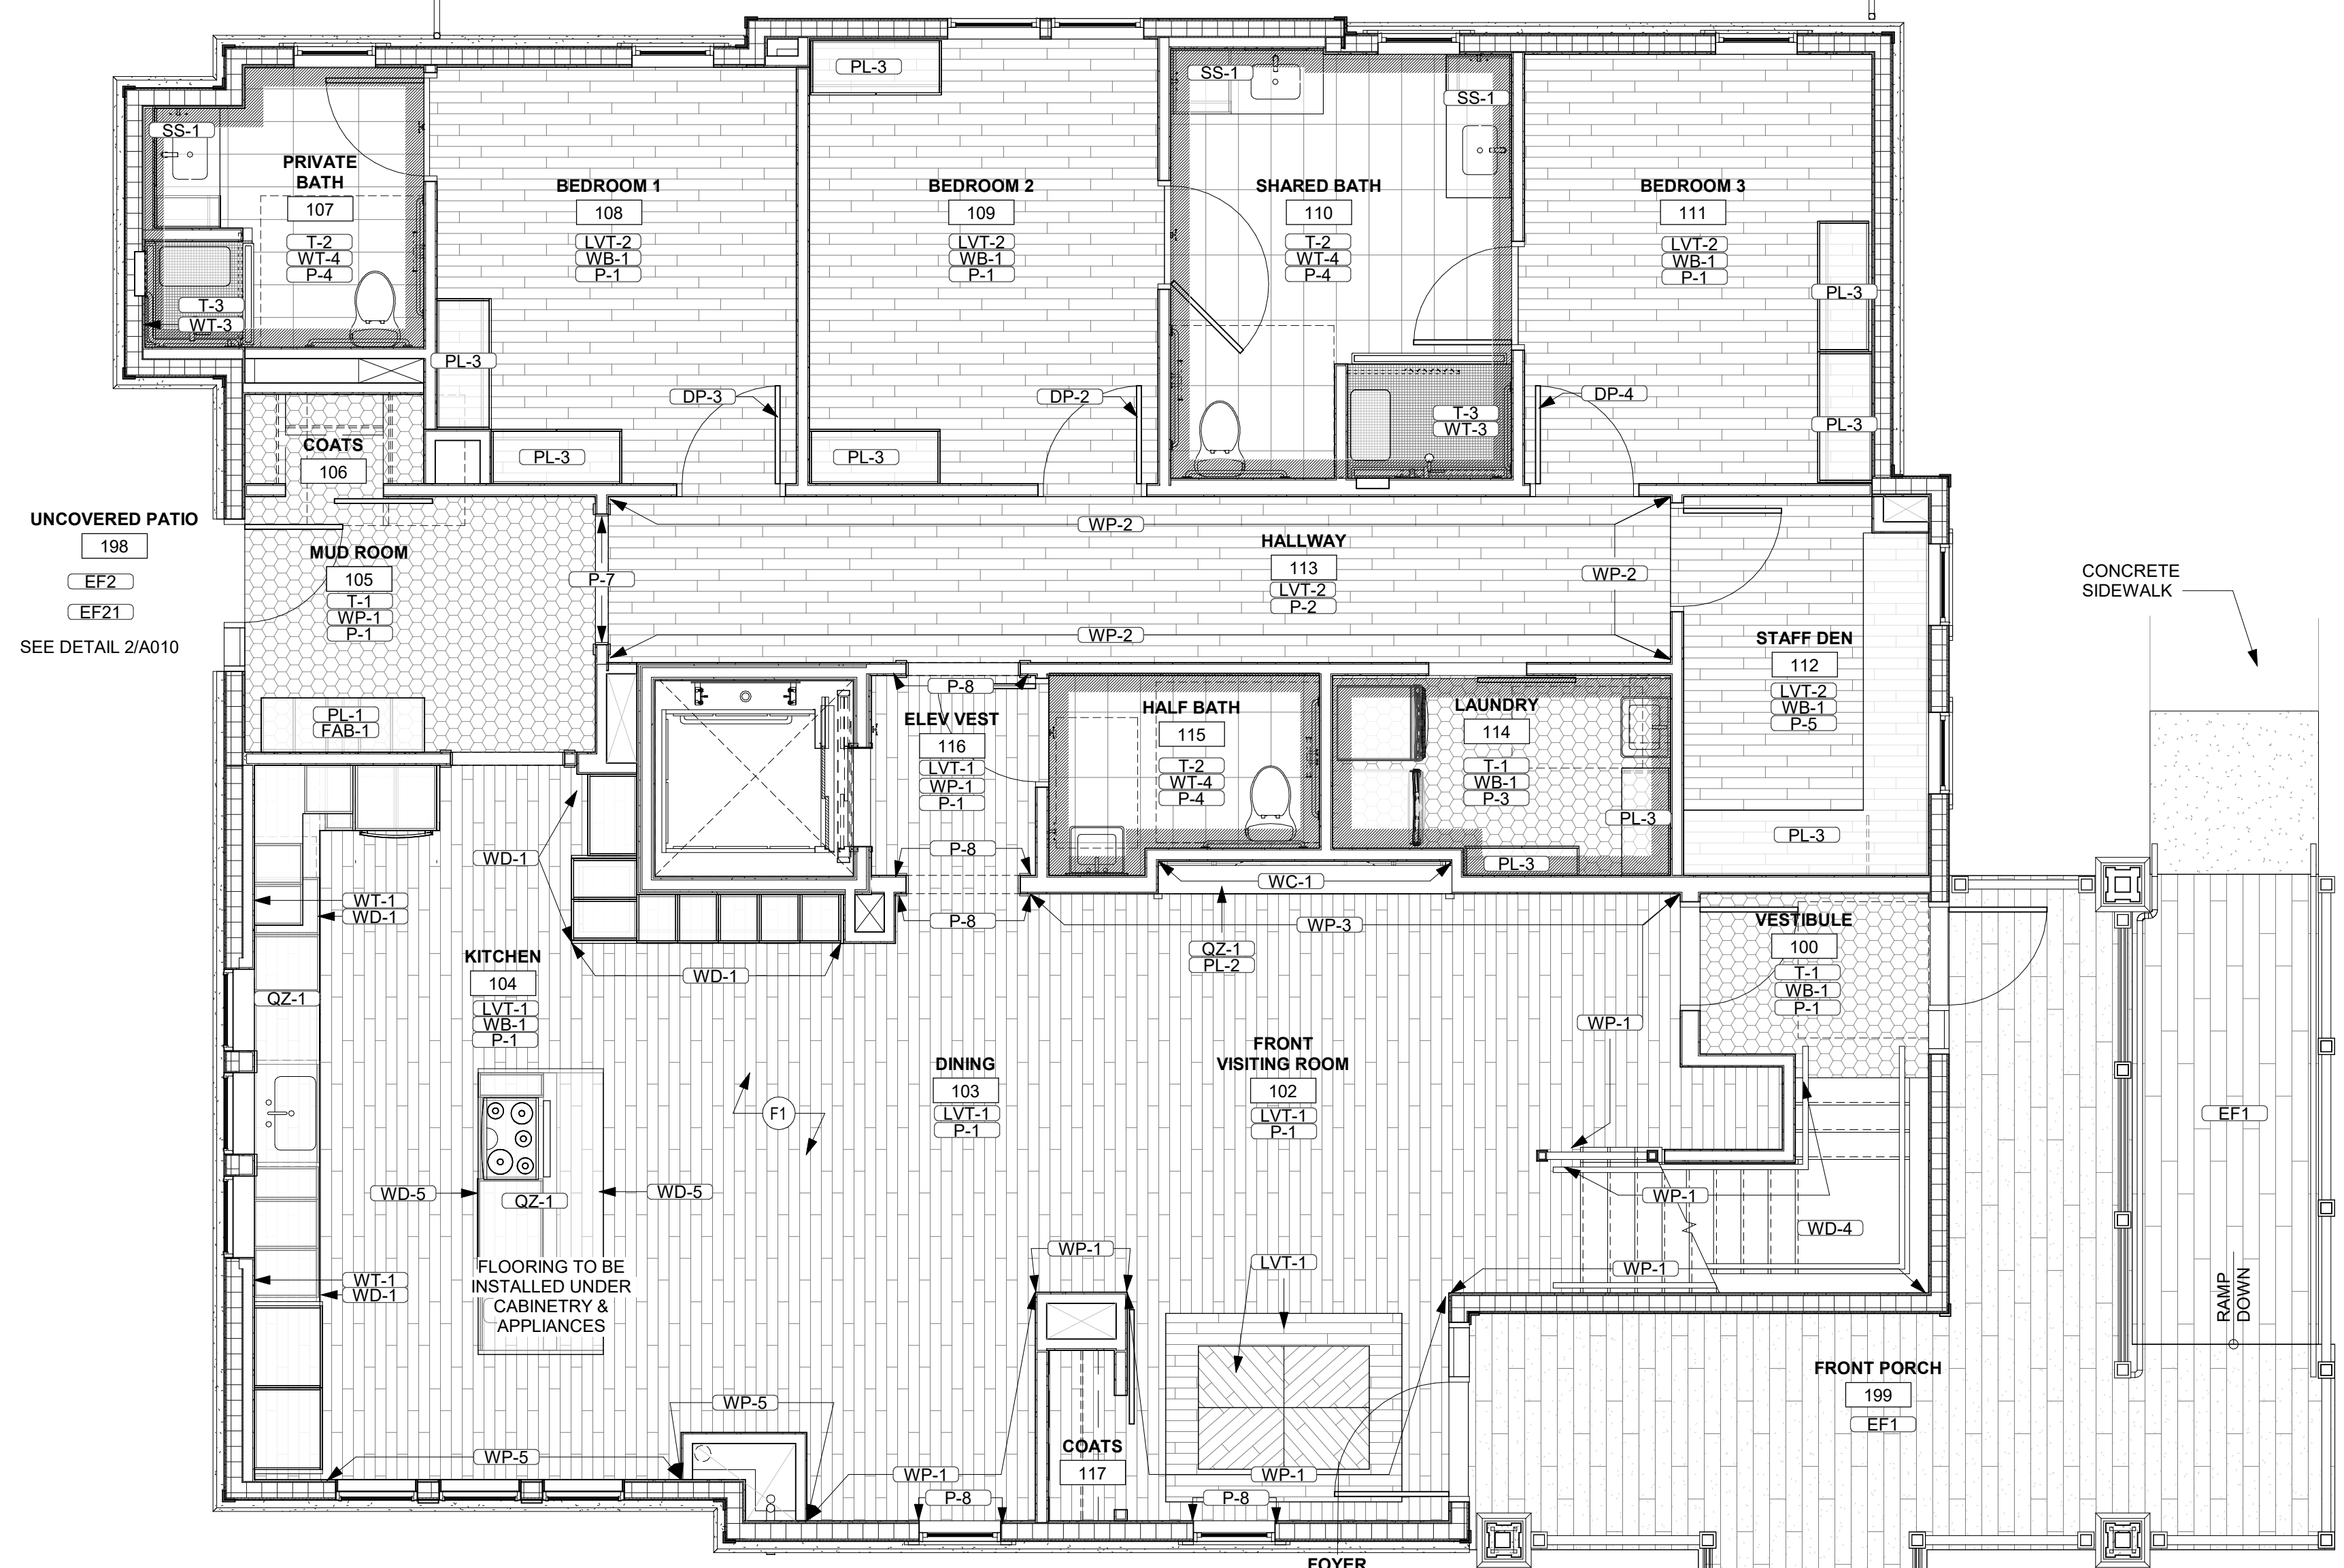 PL-3
SS-1
SS-1
SS-1
PRIVATE
BATH
107
T-2
WT-4
P-4
T-3
WT-3
BEDROOM 1
108
LVT-2
WB-1
P-1
BEDROOM 2
109
LVT-2
WB-1
P-1
SHARED BATH
110
T-2
WT-4
P-4
BEDROOM 3
111
LVT-2
WB-1
P-1
PL-3
PL-3
PL-3
DP-3
DP-2
DP-4
T-3
WT-3
PL-3
PL-3
PL-3
COATS
106
UNCOVERED PATIO
198
EF2
EF21
SEE DETAIL 2/A010
MUD ROOM
105
T-1
WP-1
P-1
P-7
WP-2
HALLWAY
113
LVT-2
P-2
WP-2
WP-2
CONCRETE
SIDEWALK
STAFF DEN
112
LVT-2
WB-1
P-5
PL-3
PL-1
FAB-1
P-8
ELEV VEST
116
LVT-1
WP-1
P-1
P-8
P-8
HALF BATH
115
T-2
WT-4
P-4
LAUNDRY
114
T-1
WB-1
P-3
PL-3
PL-3
WC-1
WD-1
WT-1
WD-1
WP-3
QZ-1
PL-2
VESTIBULE
100
T-1
WB-1
P-1
KITCHEN
104
LVT-1
WB-1
P-1
WD-1
QZ-1
WP-1
DINING
103
LVT-1
P-1
FRONT
VISITING ROOM
102
LVT-1
P-1
F1
EF1
WD-5
QZ-1
WD-5
WP-1
WD-4
WP-1
WP-1
LVT-1
WT-1
WD-1
FLOORING TO BE
INSTALLED UNDER
CABINETRY &
APPLIANCES
RAMP
DOWN
FRONT PORCH
199
EF1
WP-5
WP-5
COATS
117
WP-1
WP-1
P-8
P-8
FOYER